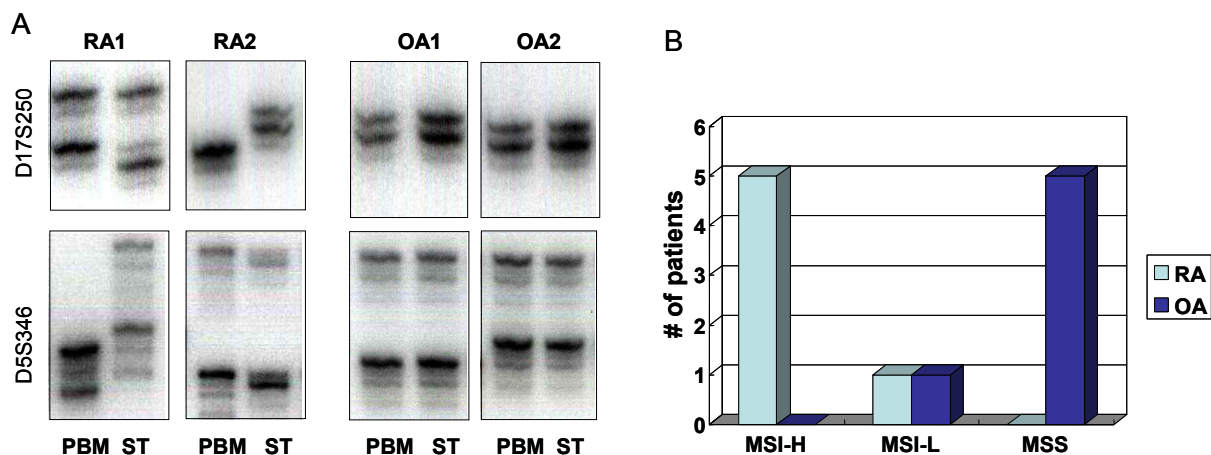 A
RA1 RA2 OA1 OA2
D17S250
D5S346
PBM ST PBM ST PBM ST PBM ST
B
# of patients
6
5
4
3
2
1
0
MSI-H MSI-L MSS
RA
OA